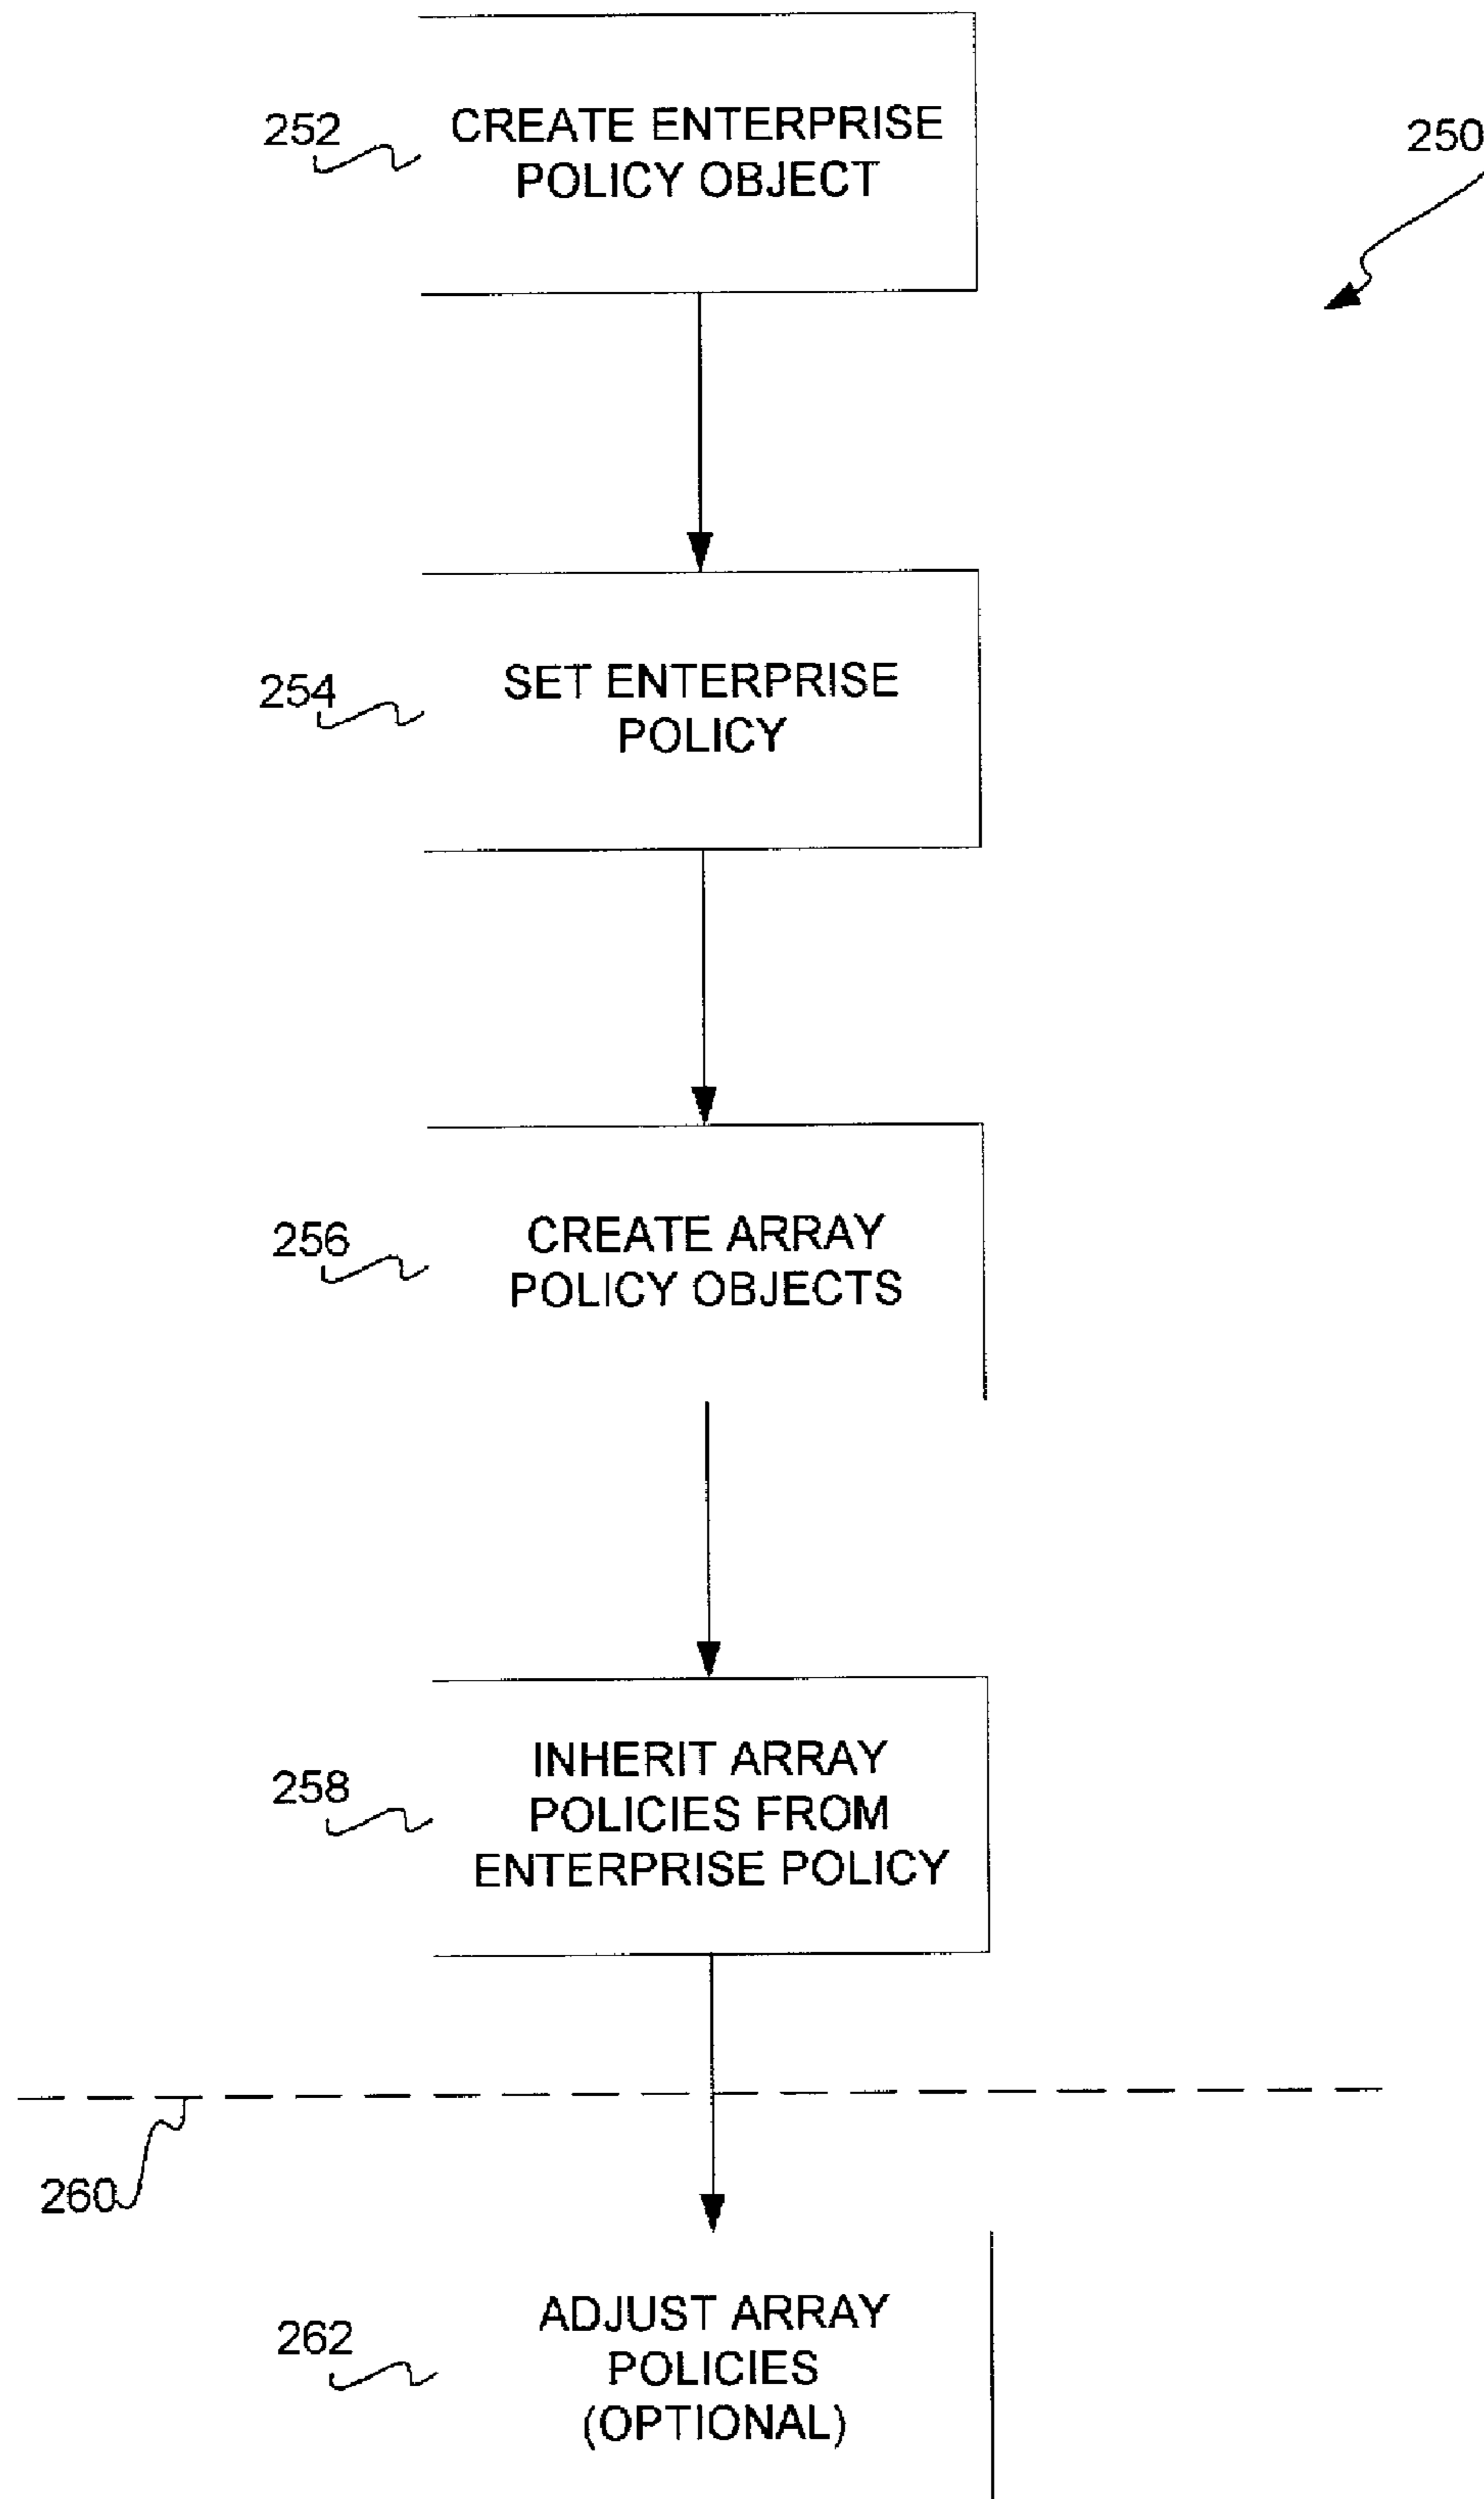 252
CREATE ENTERPRISE
POLICY OBJECT
250
254
SET ENTERPRISE
POLICY
256
CREATE ARRAY
POLICY OBJECTS
258
INHERIT ARRAY
POLICIES FROM
ENTERPRISE POLICY
260
262
ADJUST ARRAY
POLICIES
(OPTIONAL)